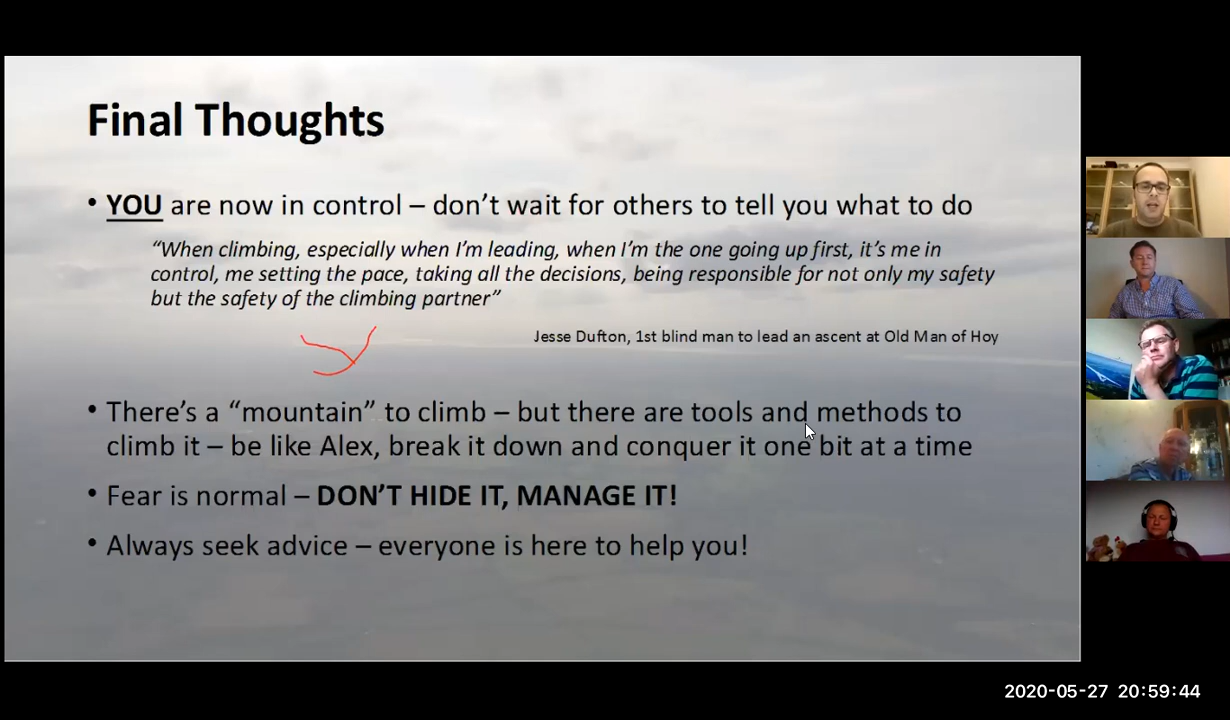 Final Thoughts
• YOU are now in control – don’t wait for others to tell you what to do
“When climbing, especially when I’m leading, when I’m the one going up first, it’s me in
control, me setting the pace, taking all the decisions, being responsible for not only my safety
but the safety of the climbing partner”
Jesse Dufton, 1st blind man to lead an ascent at Old Man of Hoy
• There’s a “mountain” to climb – but there are tools and methods to
climb it – be like Alex, break it down and conquer it one bit at a time
• Fear is normal – DON’T HIDE IT, MANAGE IT!
• Always seek advice – everyone is here to help you!
2020-05-27 20:59:44